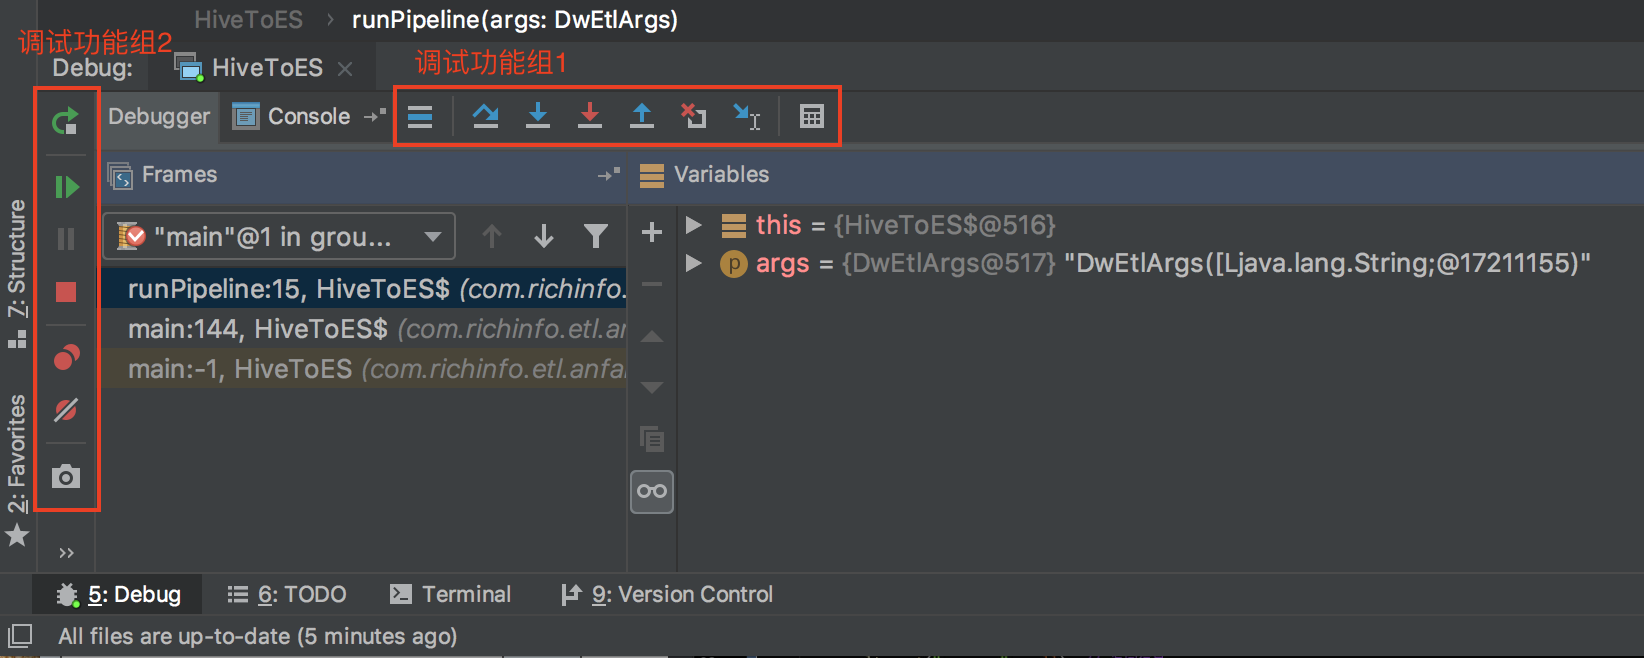 HiveToES › runPipeline(args: DwEtlArgs)
调试功能组2
调试功能组1
Debug: HiveToES
Debugger Console
Frames Variables
"main"@1 in grou...
this = {HiveToES$@516}
args = {DwEtlArgs@517} "DwEtlArgs([Ljava.lang.String;@17211155)"
runPipeline:15, HiveToES$ (com.richinfo.
main:144, HiveToES$ (com.richinfo.etl.an
main:-1, HiveToES (com.richinfo.etl.anfa
7: Structure
2: Favorites
5: Debug 6: TODO Terminal 9: Version Control
All files are up-to-date (5 minutes ago)